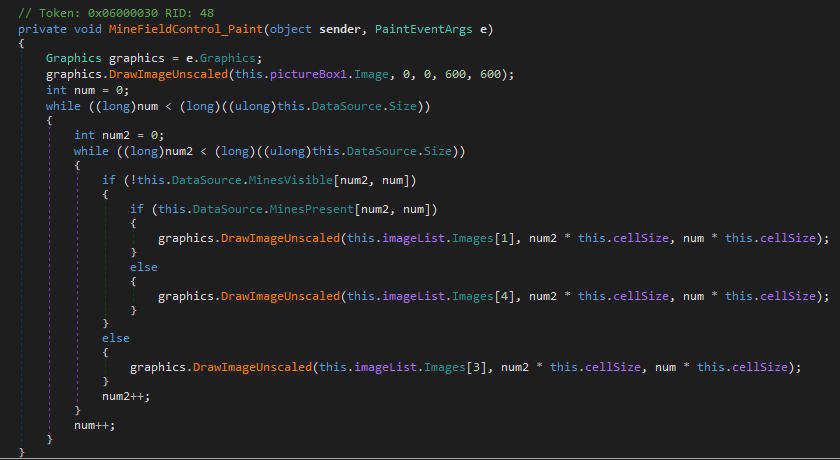 // Token: 0x06000030 RID: 48
private void MineFieldControl_Paint(object sender, PaintEventArgs e)
{
    Graphics graphics = e.Graphics;
    graphics.DrawImageUnscaled(this.pictureBox1.Image, 0, 0, 600, 600);
    int num = 0;
    while ((long)num < (long)((ulong)this.DataSource.Size))
    {
        int num2 = 0;
        while ((long)num2 < (long)((ulong)this.DataSource.Size))
        {
            if (!this.DataSource.MinesVisible[num2, num])
            {
                if (this.DataSource.MinesPresent[num2, num])
                {
                    graphics.DrawImageUnscaled(this.imageList.Images[1], num2 * this.cellSize, num * this.cellSize);
                }
                else
                {
                    graphics.DrawImageUnscaled(this.imageList.Images[4], num2 * this.cellSize, num * this.cellSize);
                }
            }
            else
            {
                graphics.DrawImageUnscaled(this.imageList.Images[3], num2 * this.cellSize, num * this.cellSize);
            }
            num2++;
        }
        num++;
    }
}